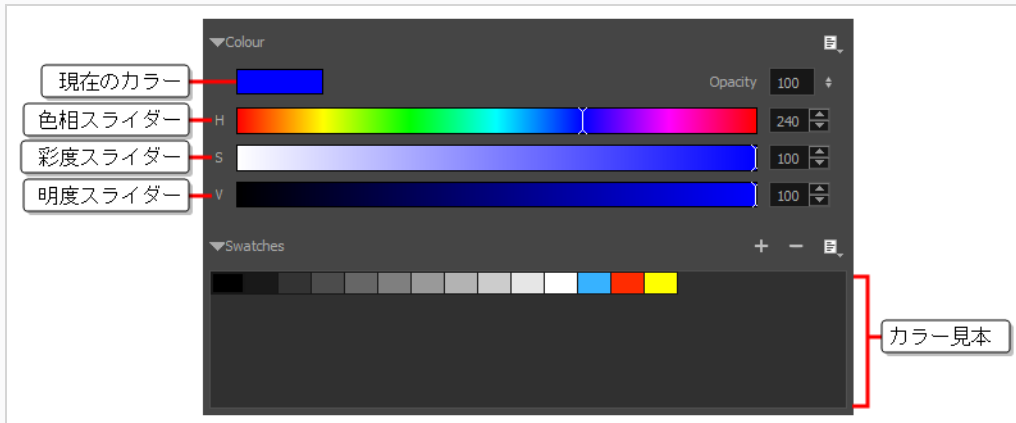 Colour
現在のカラー
Opacity 100
色相スライダー
H 240
彩度スライダー
S 100
明度スライダー
V 100
Swatches
カラー見本